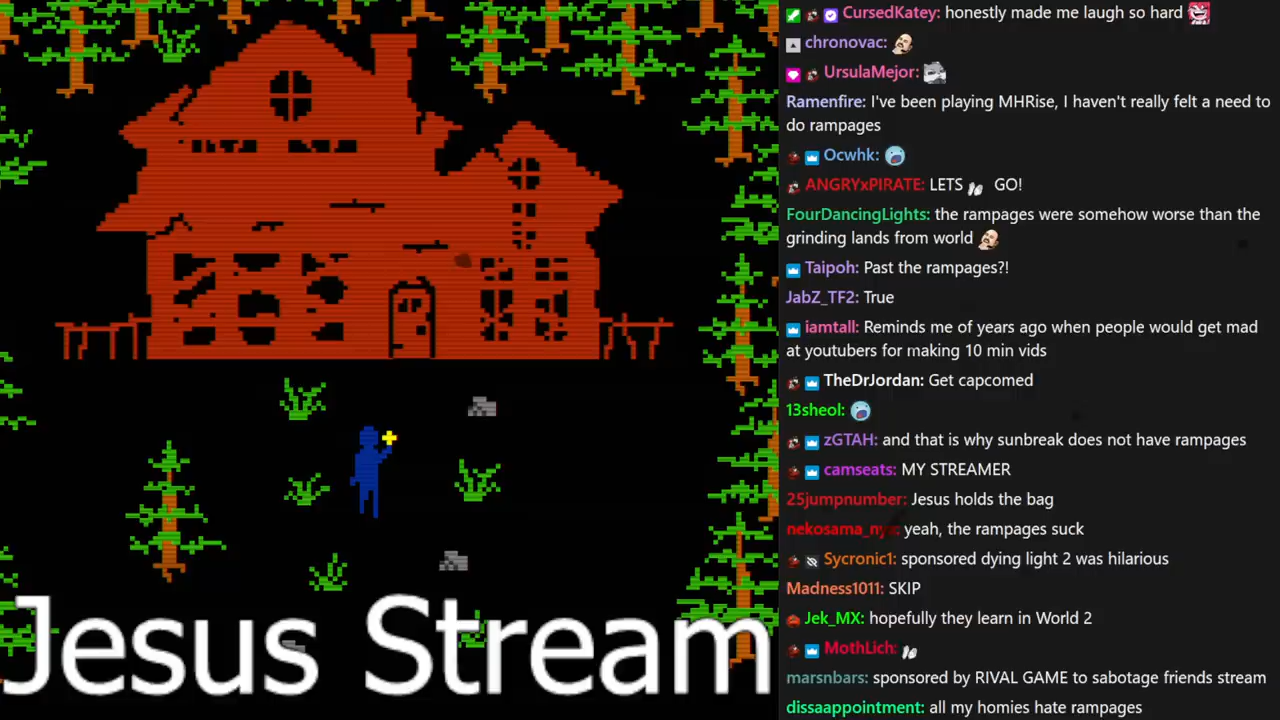 CursedKatey: honestly made me laugh so hard
chronovac:
UrsulaMejor:
Ramenfire: I've been playing MHRise, I haven't really felt a need to
do rampages
Ocwhk:
ANGRYxPIRATE: LETS GO!
FourDancingLights: the rampages were somehow worse than the
grinding lands from world
Taipoh: Past the rampages?!
JabZ_TF2: True
iamtall: Reminds me of years ago when people would get mad
at youtubers for making 10 min vids
TheDrJordan: Get capcomed
13sheol:
zGTAH: and that is why sunbreak does not have rampages
camseats: MY STREAMER
25jumpnumber: Jesus holds the bag
yeah, the rampages suck
Sycronic1: sponsored dying light 2 was hilarious
Madness1011: SKIP
Jek_MX: hopefully they learn in World 2
MothLich:
marsnbars: sponsored by RIVAL GAME to sabotage friends stream
dissaappointment: all my homies hate rampages
Jesus Stream